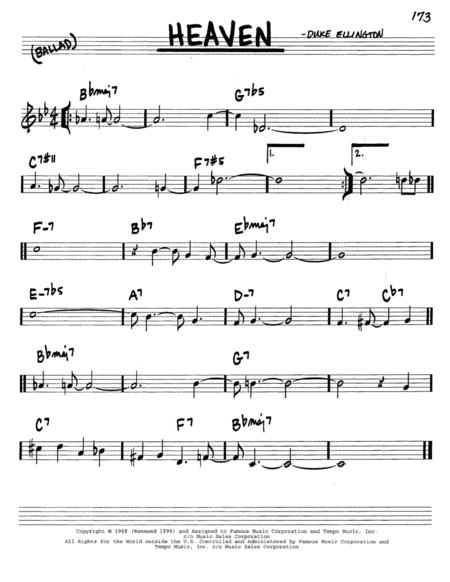 173
(BALLAD) HEAVEN -DUKE ELLINGTON
Bbmaj7 G7b5
C7#11 F7#5 1. 2.
F-7 Bb7 Ebmaj7
E-7b5 A7 D-7 C7 Cb7
Bbmaj7 G7
C7 F7 Bbmaj7
Copyright © 1968 (Renewed 1996) and Assigned to Famous Music Corporation and Tempo Music, Inc.
c/o Music Sales Corporation
All Rights for the World outside the U.S. Controlled and Administered by Famous Music Corporation and
Tempo Music, Inc. c/o Music Sales Corporation